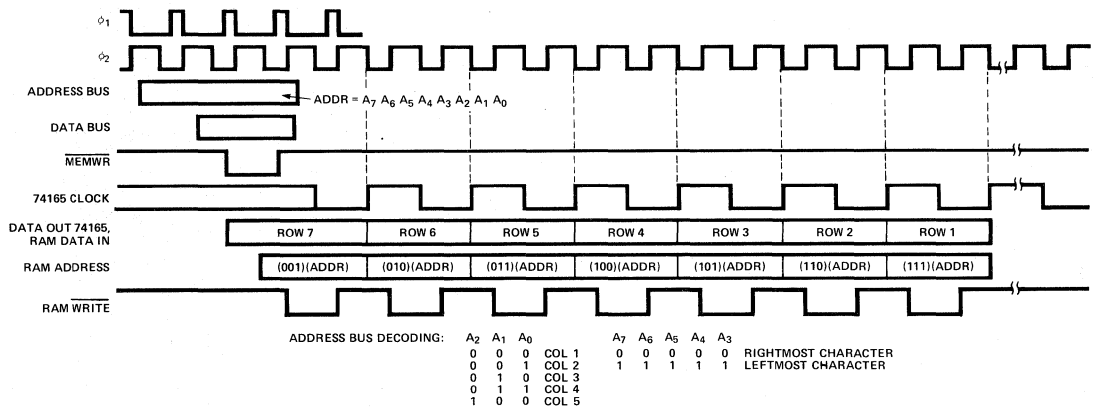 φ1
φ2
ADDRESS BUS
ADDR = A7 A6 A5 A4 A3 A2 A1 A0
DATA BUS
MEMWR
74165 CLOCK
DATA OUT 74165,
RAM DATA IN
ROW 7 ROW 6 ROW 5 ROW 4 ROW 3 ROW 2 ROW 1
RAM ADDRESS (001)(ADDR) (010)(ADDR) (011)(ADDR) (100)(ADDR) (101)(ADDR) (110)(ADDR) (111)(ADDR)
RAM WRITE
ADDRESS BUS DECODING: A2 A1 A0 A7 A6 A5 A4 A3
0 0 0 COL 1 0 0 0 0 0 RIGHTMOST CHARACTER
0 0 1 COL 2 1 1 1 1 1 LEFTMOST CHARACTER
0 1 0 COL 3
0 1 1 COL 4
1 0 0 COL 5